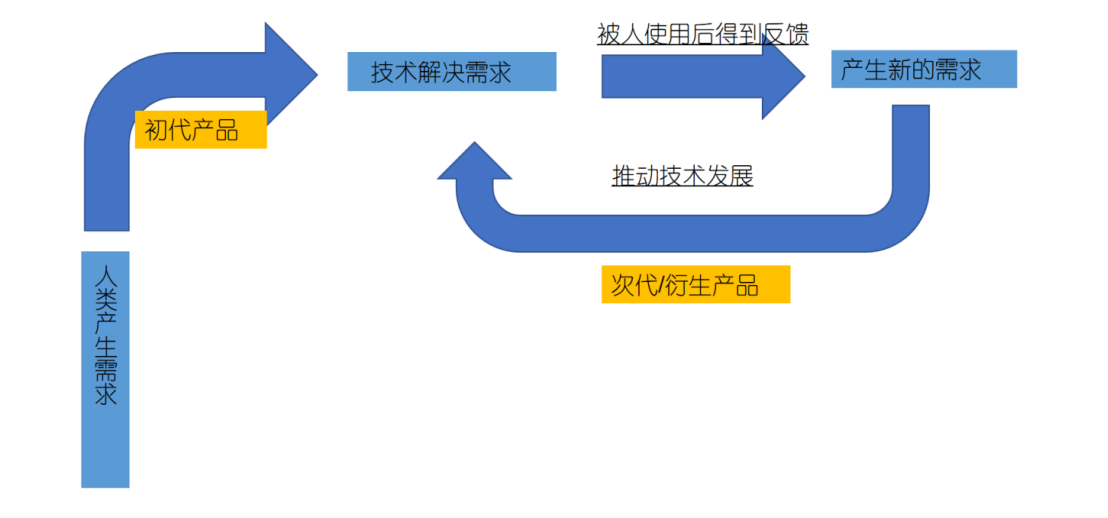 被人使用后得到反馈
技术解决需求
产生新的需求
初代产品
推动技术发展
人类产生需求
次代/衍生产品